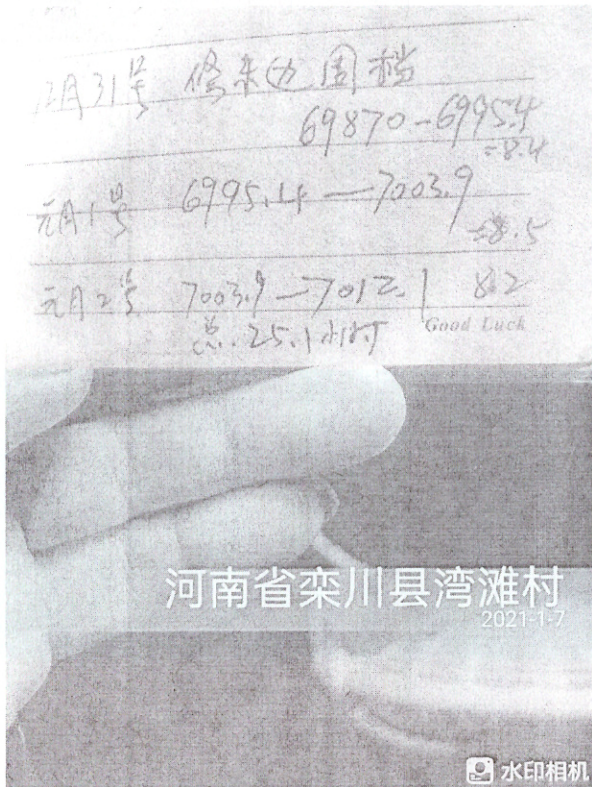 12月31号 修东边围档
69870-6995.4
=8.4
元月1号 6995.4—7003.9
=8.5
元月2号 7003.9—7012.1 8.2
总.25.1小时
Good Luck
河南省栾川县湾滩村
2021-1-7
水印相机